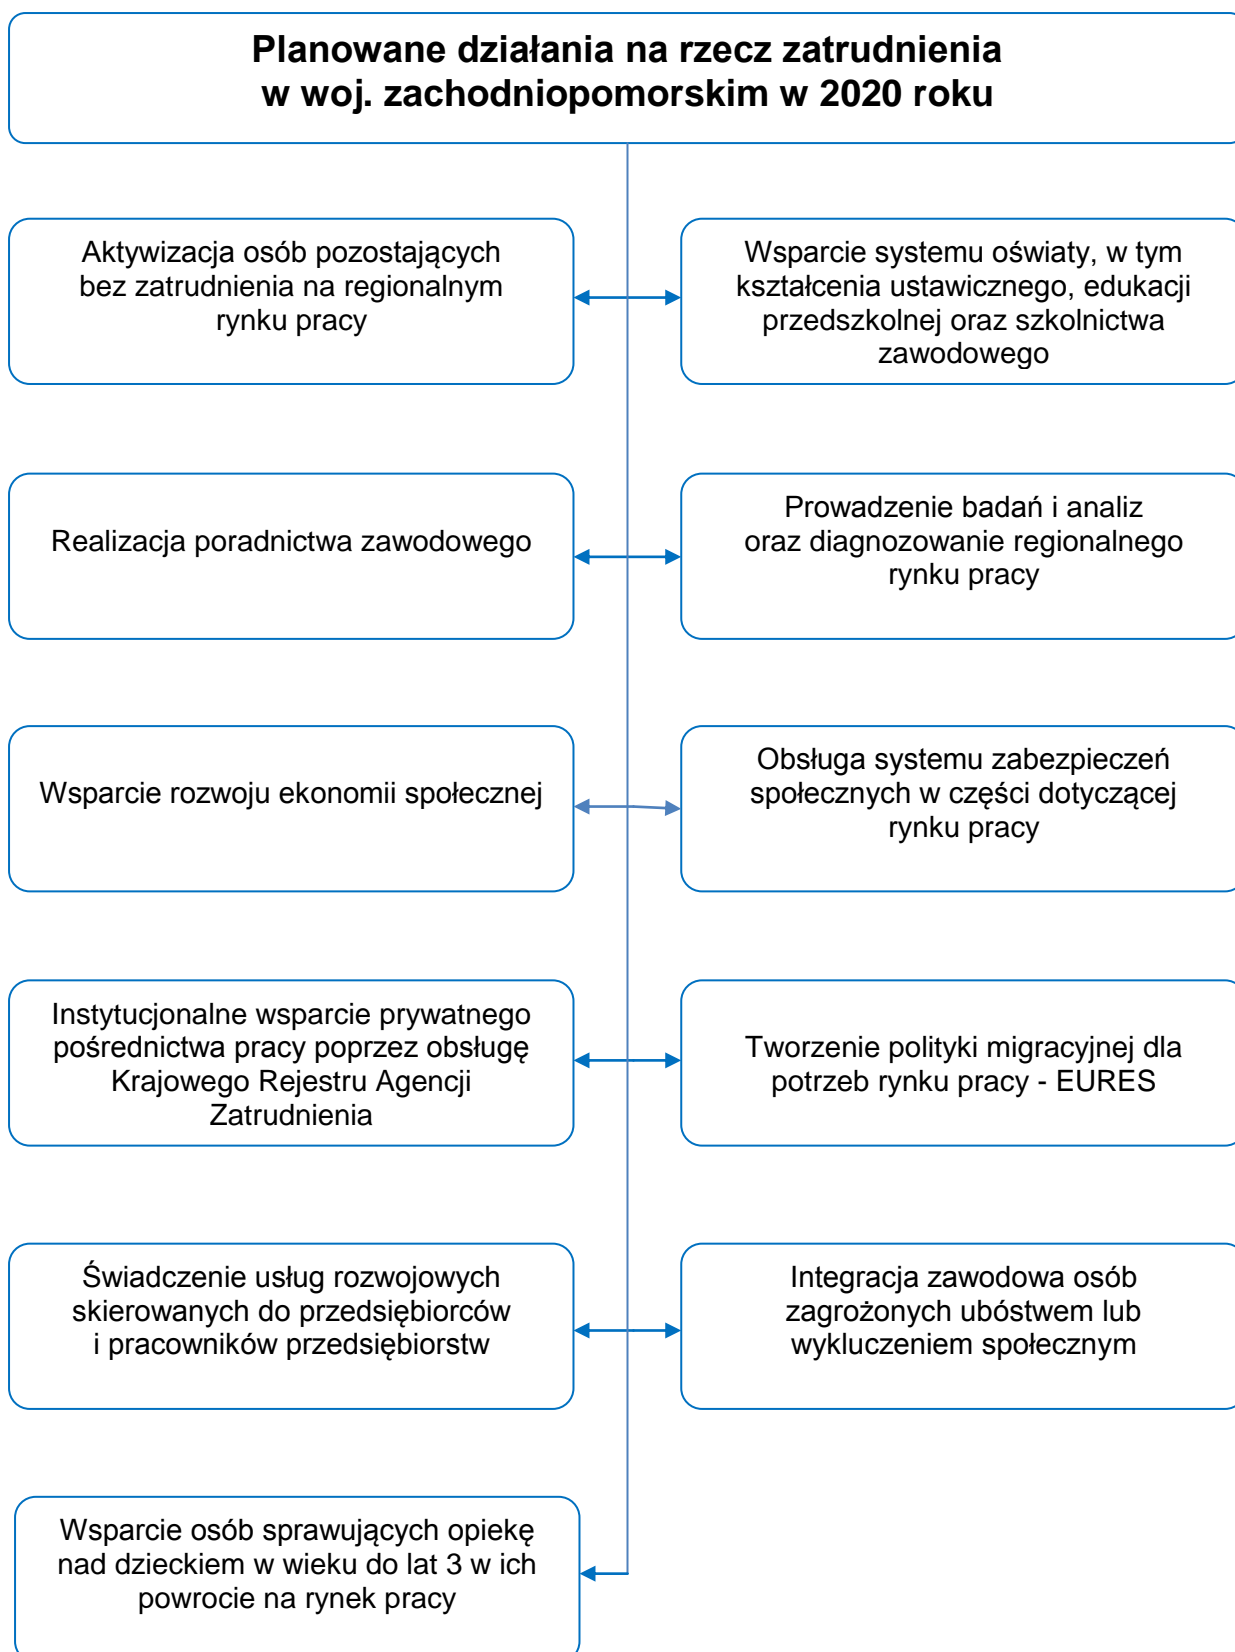 Planowane działania na rzecz zatrudnienia
w woj. zachodniopomorskim w 2020 roku
Aktywizacja osób pozostających
bez zatrudnienia na regionalnym
rynku pracy
Wsparcie systemu oświaty, w tym
kształcenia ustawicznego, edukacji
przedszkolnej oraz szkolnictwa
zawodowego
Realizacja poradnictwa zawodowego
Prowadzenie badań i analiz
oraz diagnozowanie regionalnego
rynku pracy
Wsparcie rozwoju ekonomii społecznej
Obsługa systemu zabezpieczeń
społecznych w części dotyczącej
rynku pracy
Instytucjonalne wsparcie prywatnego
pośrednictwa pracy poprzez obsługę
Krajowego Rejestru Agencji
Zatrudnienia
Tworzenie polityki migracyjnej dla
potrzeb rynku pracy - EURES
Świadczenie usług rozwojowych
skierowanych do przedsiębiorców
i pracowników przedsiębiorstw
Integracja zawodowa osób
zagrożonych ubóstwem lub
wykluczeniem społecznym
Wsparcie osób sprawujących opiekę
nad dzieckiem w wieku do lat 3 w ich
powrocie na rynek pracy